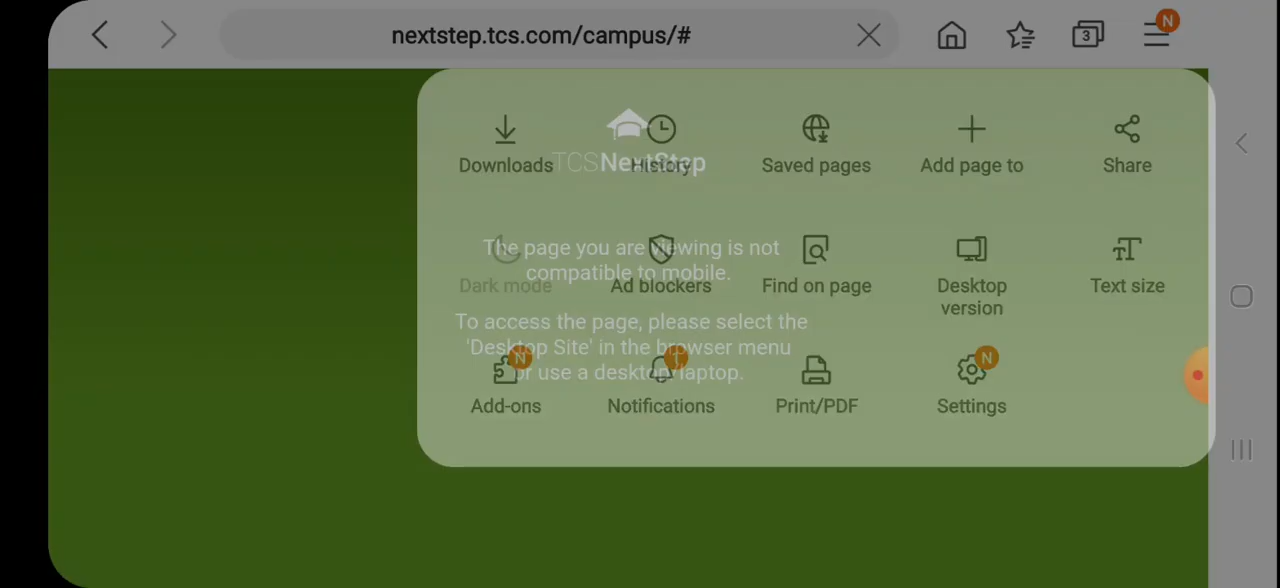 nextstep.tcs.com/campus/#
3
N
Downloads
History
Saved pages
Add page to
Share
TCS NextStep
The page you are viewing is not
compatible to mobile.
Dark mode
Ad blockers
Find on page
Desktop
version
Text size
To access the page, please select the
'Desktop Site' in the browser menu
or use a desktop/laptop.
N
1
N
Add-ons
Notifications
Print/PDF
Settings